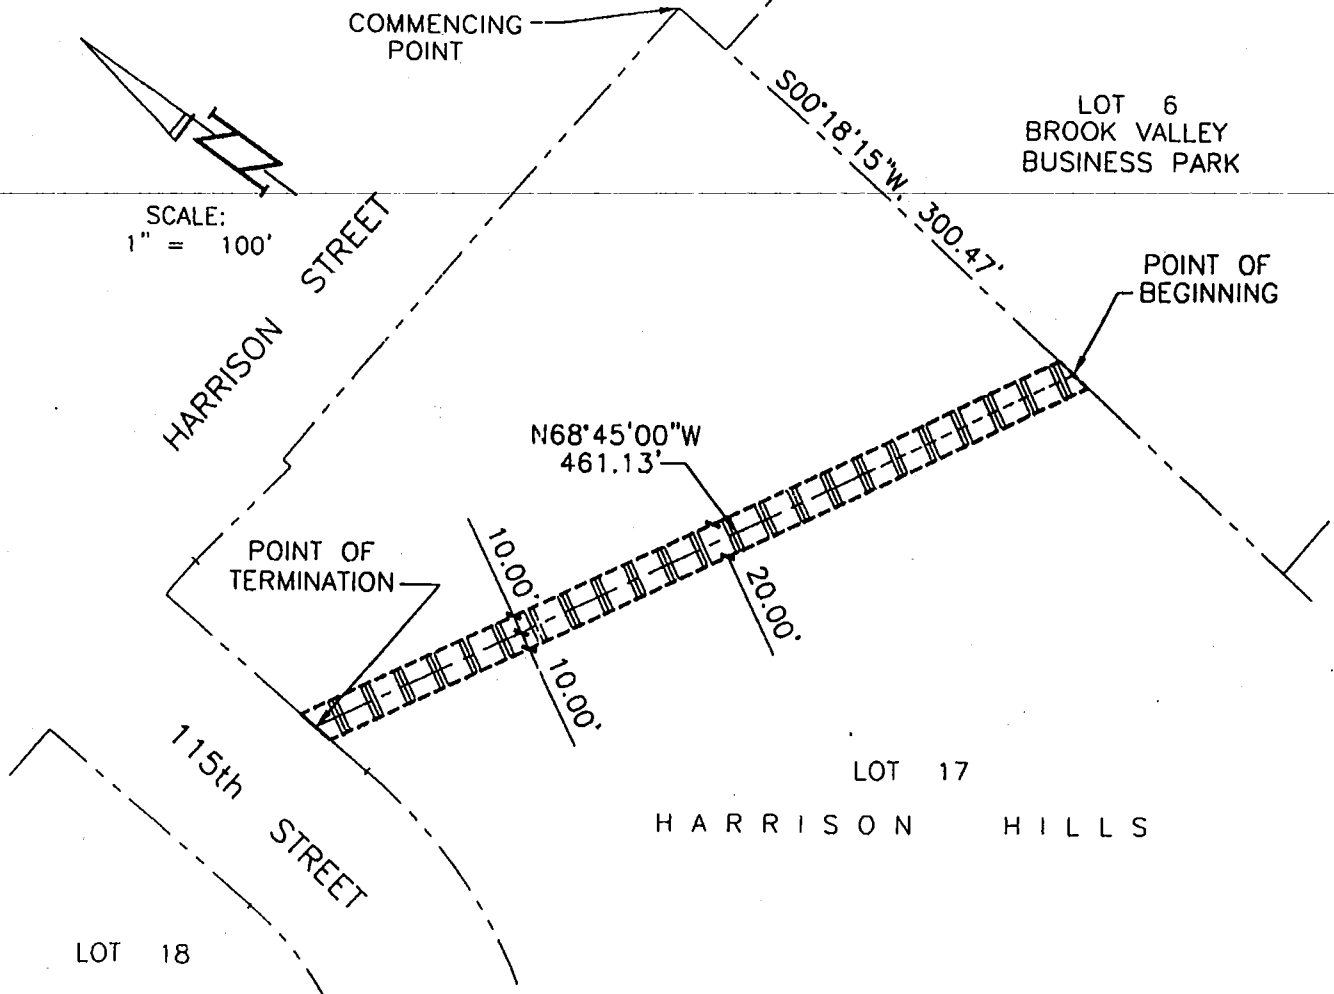 COMMENCING
POINT
S00°18'15"W, 300.47'
LOT 6
BROOK VALLEY
BUSINESS PARK
SCALE:
1" = 100'
HARRISON STREET
POINT OF
BEGINNING
N68°45'00"W
461.13'
POINT OF
TERMINATION
10.00'
20.00'
10.00'
115th STREET
LOT 17
HARRISON HILLS
LOT 18